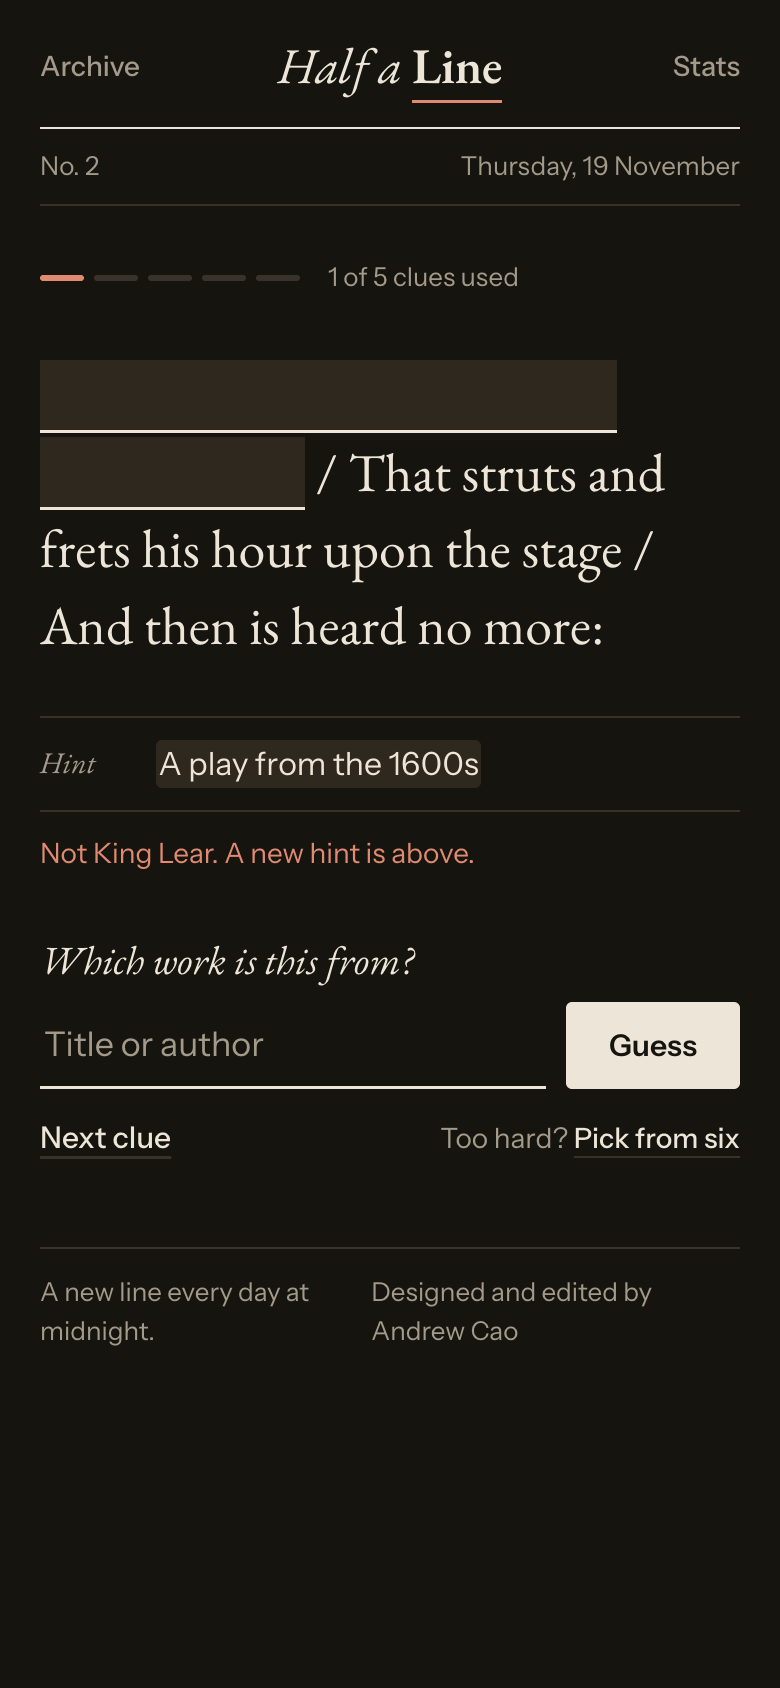 Archive
Half a Line
Stats
No. 2
Thursday, 19 November
1 of 5 clues used
/ That struts and
frets his hour upon the stage /
And then is heard no more:
Hint
A play from the 1600s
Not King Lear. A new hint is above.
Which work is this from?
Title or author
Guess
Next clue
Too hard? Pick from six
A new line every day at
midnight.
Designed and edited by
Andrew Cao